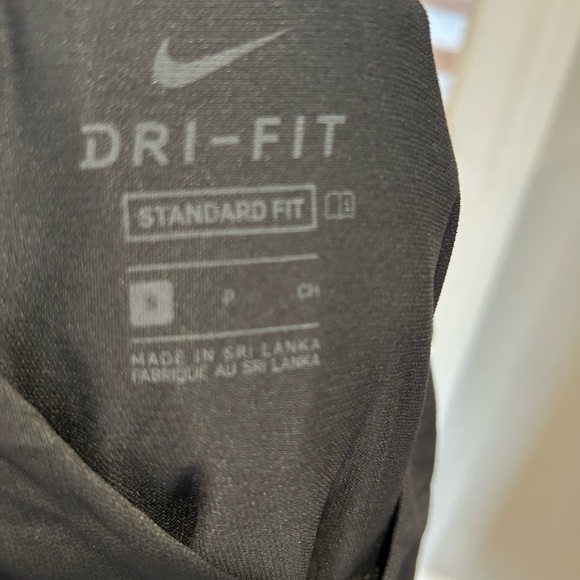 DRI-FIT
STANDARD FIT
S P CH
MADE IN SRI LANKA
FABRIQUE AU SRI LANKA